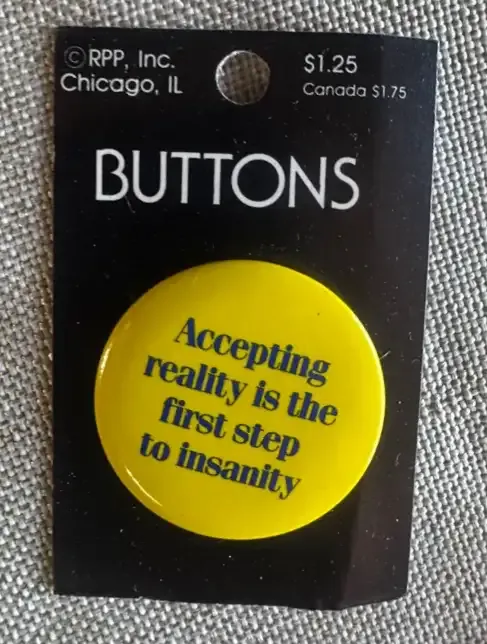 ©RPP, Inc.
Chicago, IL
$1.25
Canada $1.75
BUTTONS
Accepting
reality is the
first step
to insanity